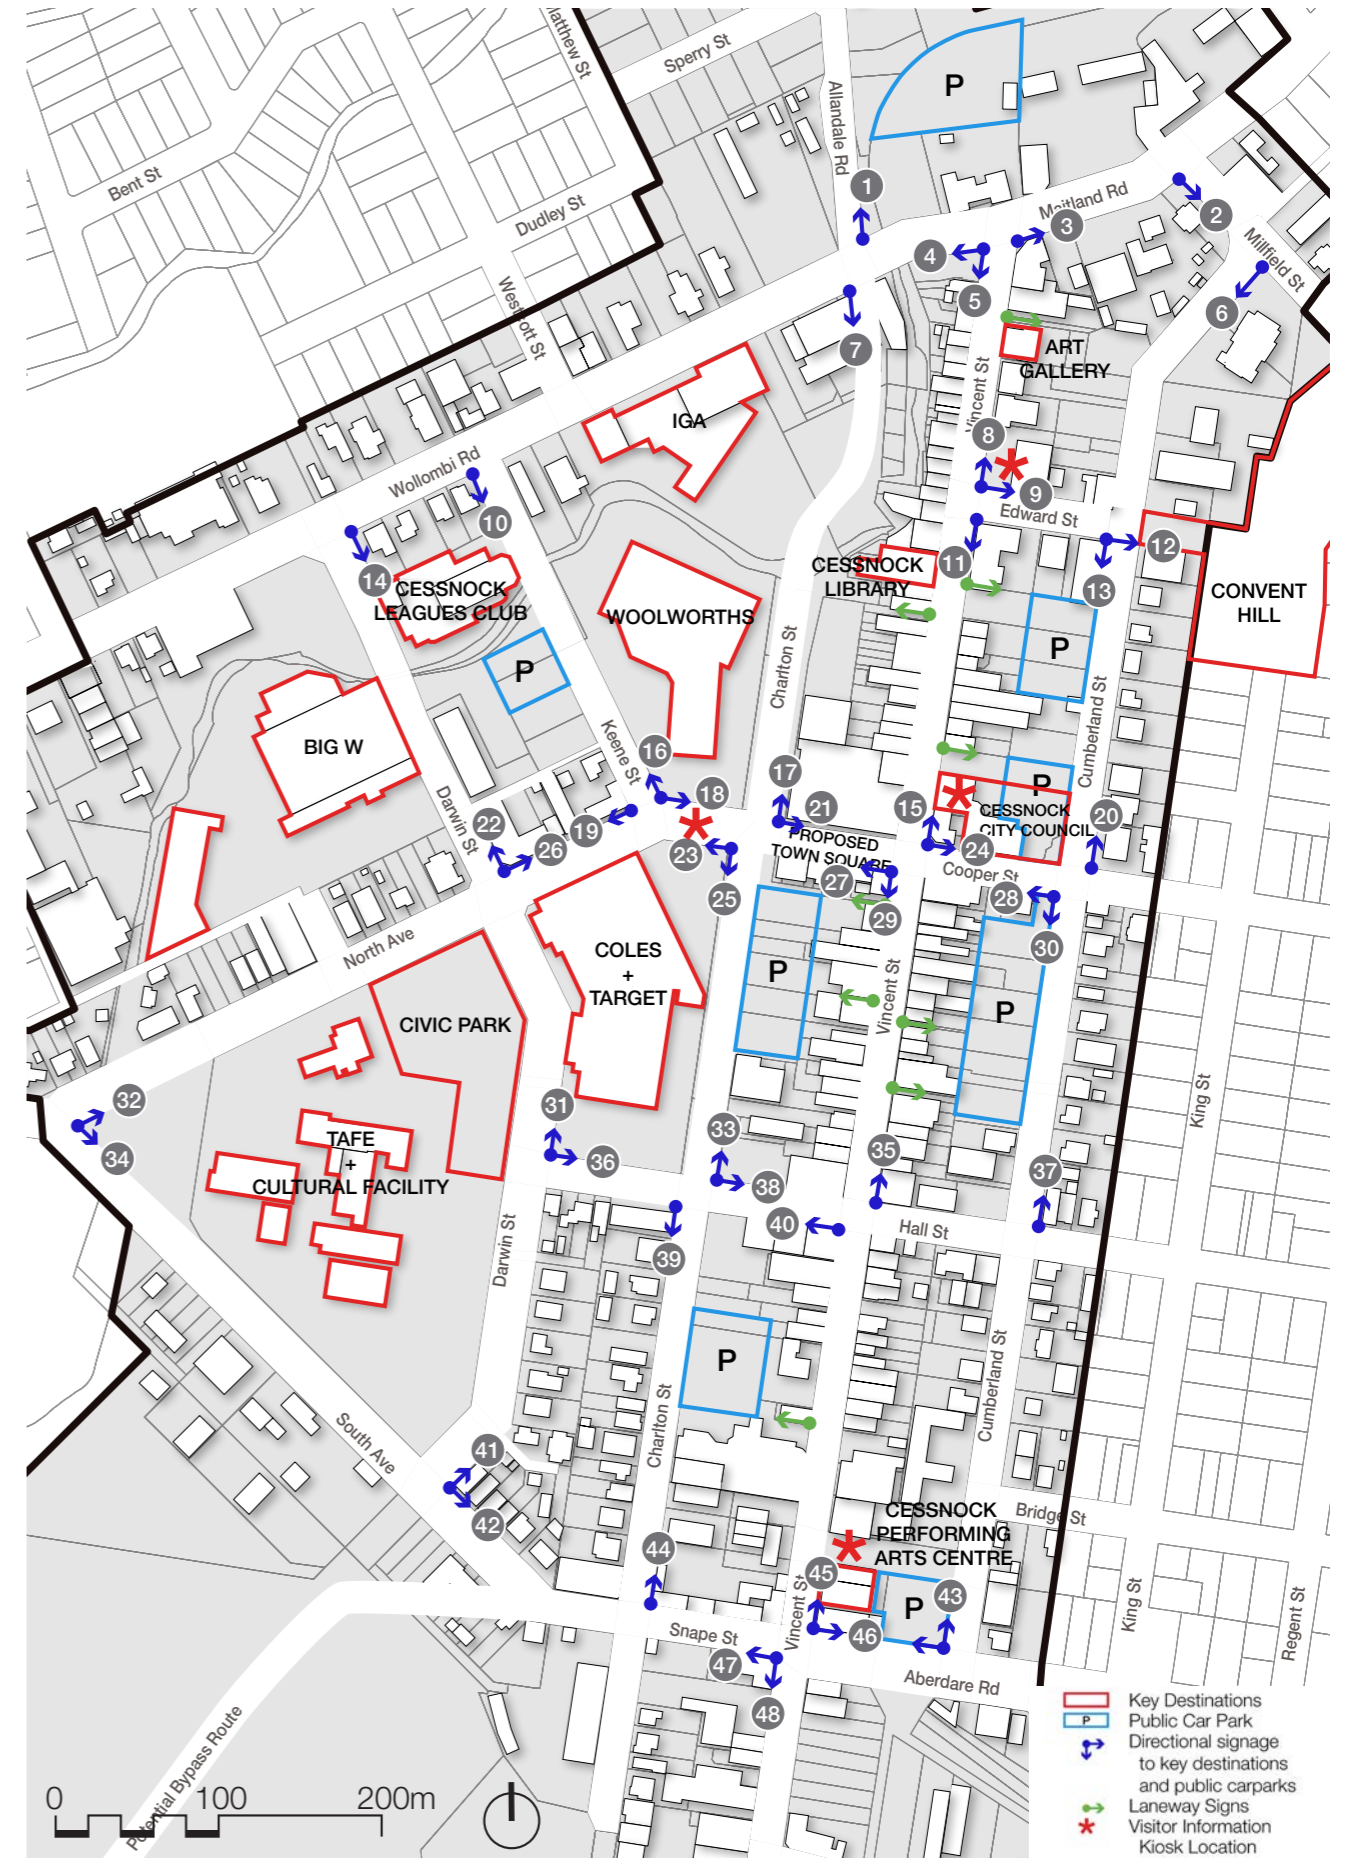 Matthew St
Sperry St
Allandale Rd
P
Bent St
Dudley St
1
Maitland Rd
2
3
4
Millfield St
5
6
Westcott St
7
ART
GALLERY
Vincent St
IGA
8
Wollombi Rd
9
10
Edward St
11
12
14
CESSNOCK
LEAGUES CLUB
CESSNOCK
LIBRARY
13
CONVENT
HILL
WOOLWORTHS
P
P
Charlton St
Cumberland St
BIG W
Keene St
16
17
18
P
Darwin St
15
21
CESSNOCK
CITY COUNCIL
20
22
19
26
PROPOSED
TOWN SQUARE
23
24
Cooper St
27
25
28
29
30
North Ave
COLES
+
TARGET
P
Vincent St
P
CIVIC PARK
32
31
King St
34
33
TAFE
+
CULTURAL FACILITY
36
35
37
38
40
Hall St
Darwin St
39
P
Cumberland St
Charlton St
South Ave
41
42
CESSNOCK
PERFORMING
ARTS CENTRE
Bridge St
44
45
43
P
Vincent St
King St
Regent St
Snape St
46
47
Aberdare Rd
48
Potential Bypass Route
Key Destinations
P Public Car Park
Directional signage
to key destinations
and public carparks
Laneway Signs
Visitor Information
Kiosk Location
0 100 200m